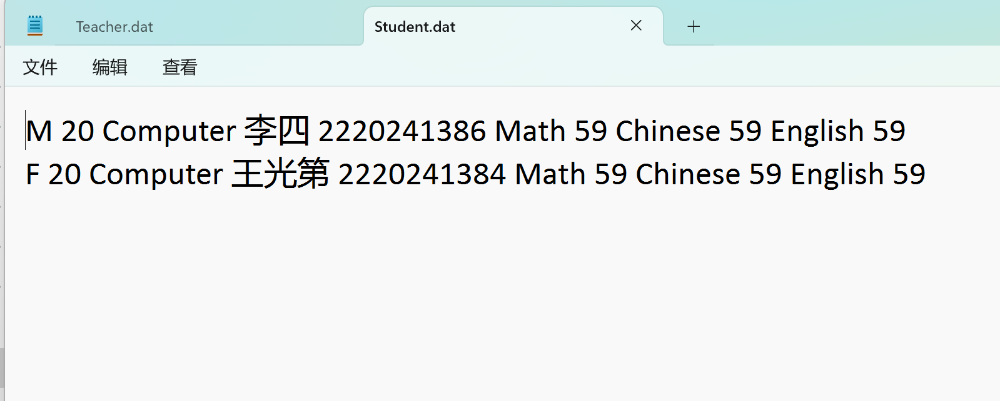 Teacher.dat Student.dat
文件 编辑 查看
M 20 Computer 李四 2220241386 Math 59 Chinese 59 English 59
F 20 Computer 王光第 2220241384 Math 59 Chinese 59 English 59